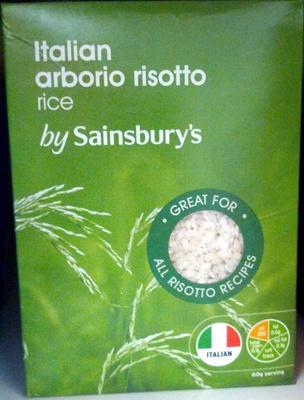 Italian
arborio risotto
rice
by Sainsbury's
GREAT FOR
ALL RISOTTO RECIPES
ITALIAN
60g serving